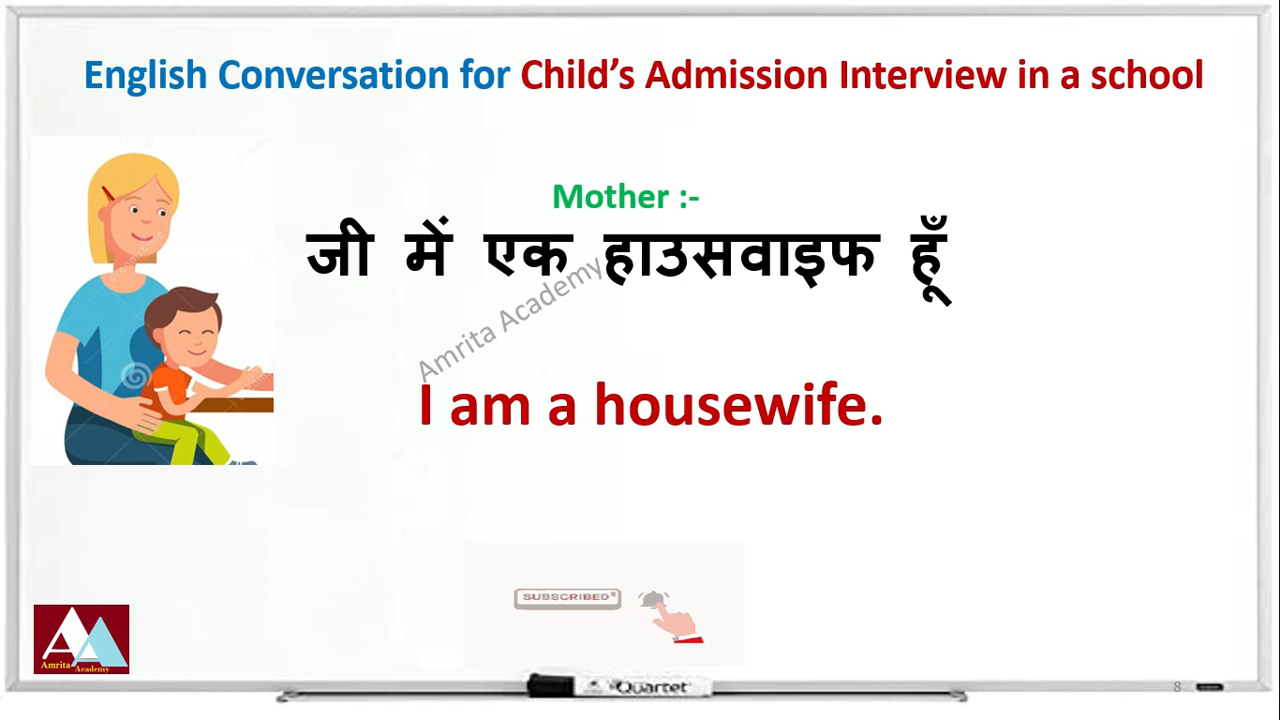 English Conversation for Child’s Admission Interview in a school
Mother :-
जी में एक हाउसवाइफ हूँ
Amrita Academy
I am a housewife.
SUBSCRIBED
Amrita Academy
Quartet
8